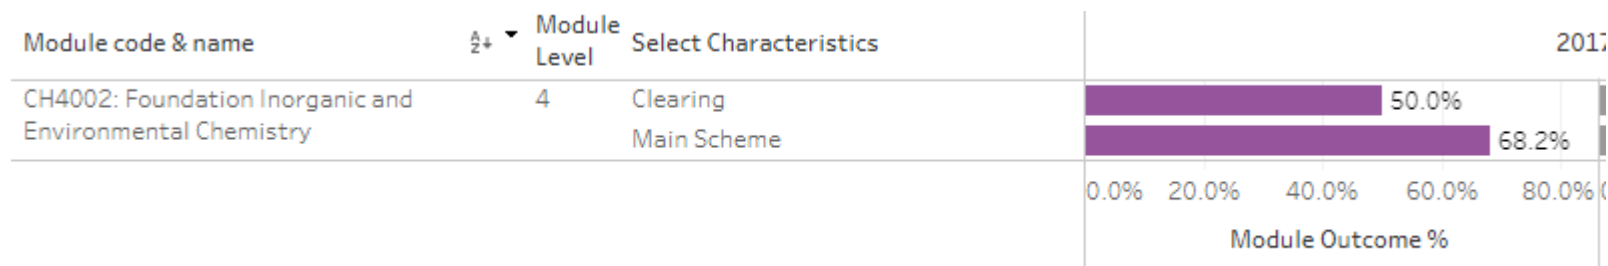 Module code & name
Module
Level
Select Characteristics
2017
CH4002: Foundation Inorganic and
Environmental Chemistry
4
Clearing
50.0%
Main Scheme
68.2%
0.0% 20.0% 40.0% 60.0% 80.0%
Module Outcome %